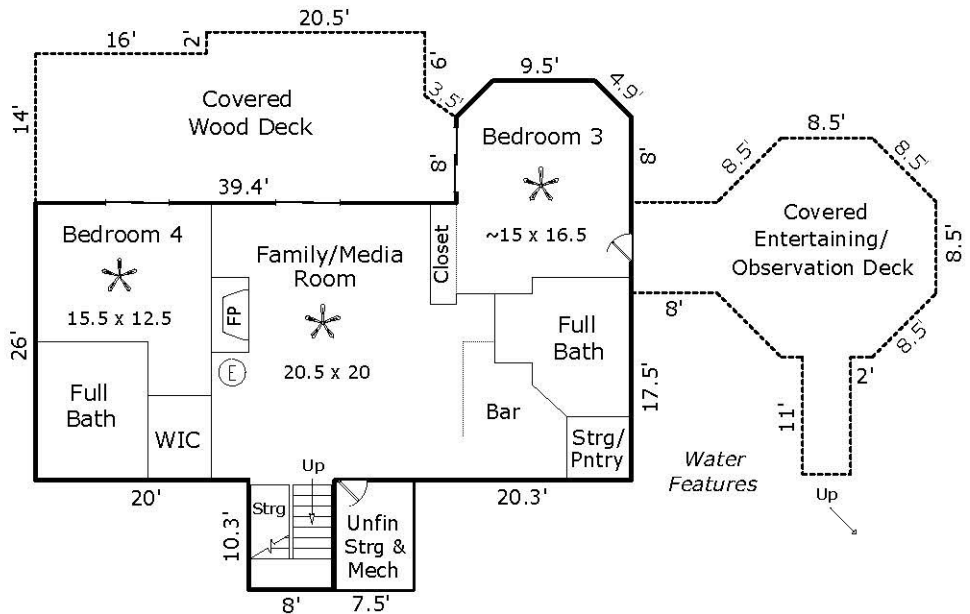 20.5'
16'
2'
6'
9.5'
3.5'
4.9'
14'
Covered
Wood Deck
Bedroom 3
8'
8'
8.5'
8.5'
8.5'
39.4'
~15 x 16.5
Covered
Entertaining/
Observation Deck
8.5'
Bedroom 4
Family/Media
Room
Closet
15.5 x 12.5
FP
8'
8.5'
26'
20.5 x 20
Full
Bath
E
2'
Full
Bath
WIC
Bar
17.5'
11'
Strg/
Pntry
Water
Features
Up
Up
20'
20.3'
Strg
10.3'
Unfin
Strg &
Mech
8'
7.5'